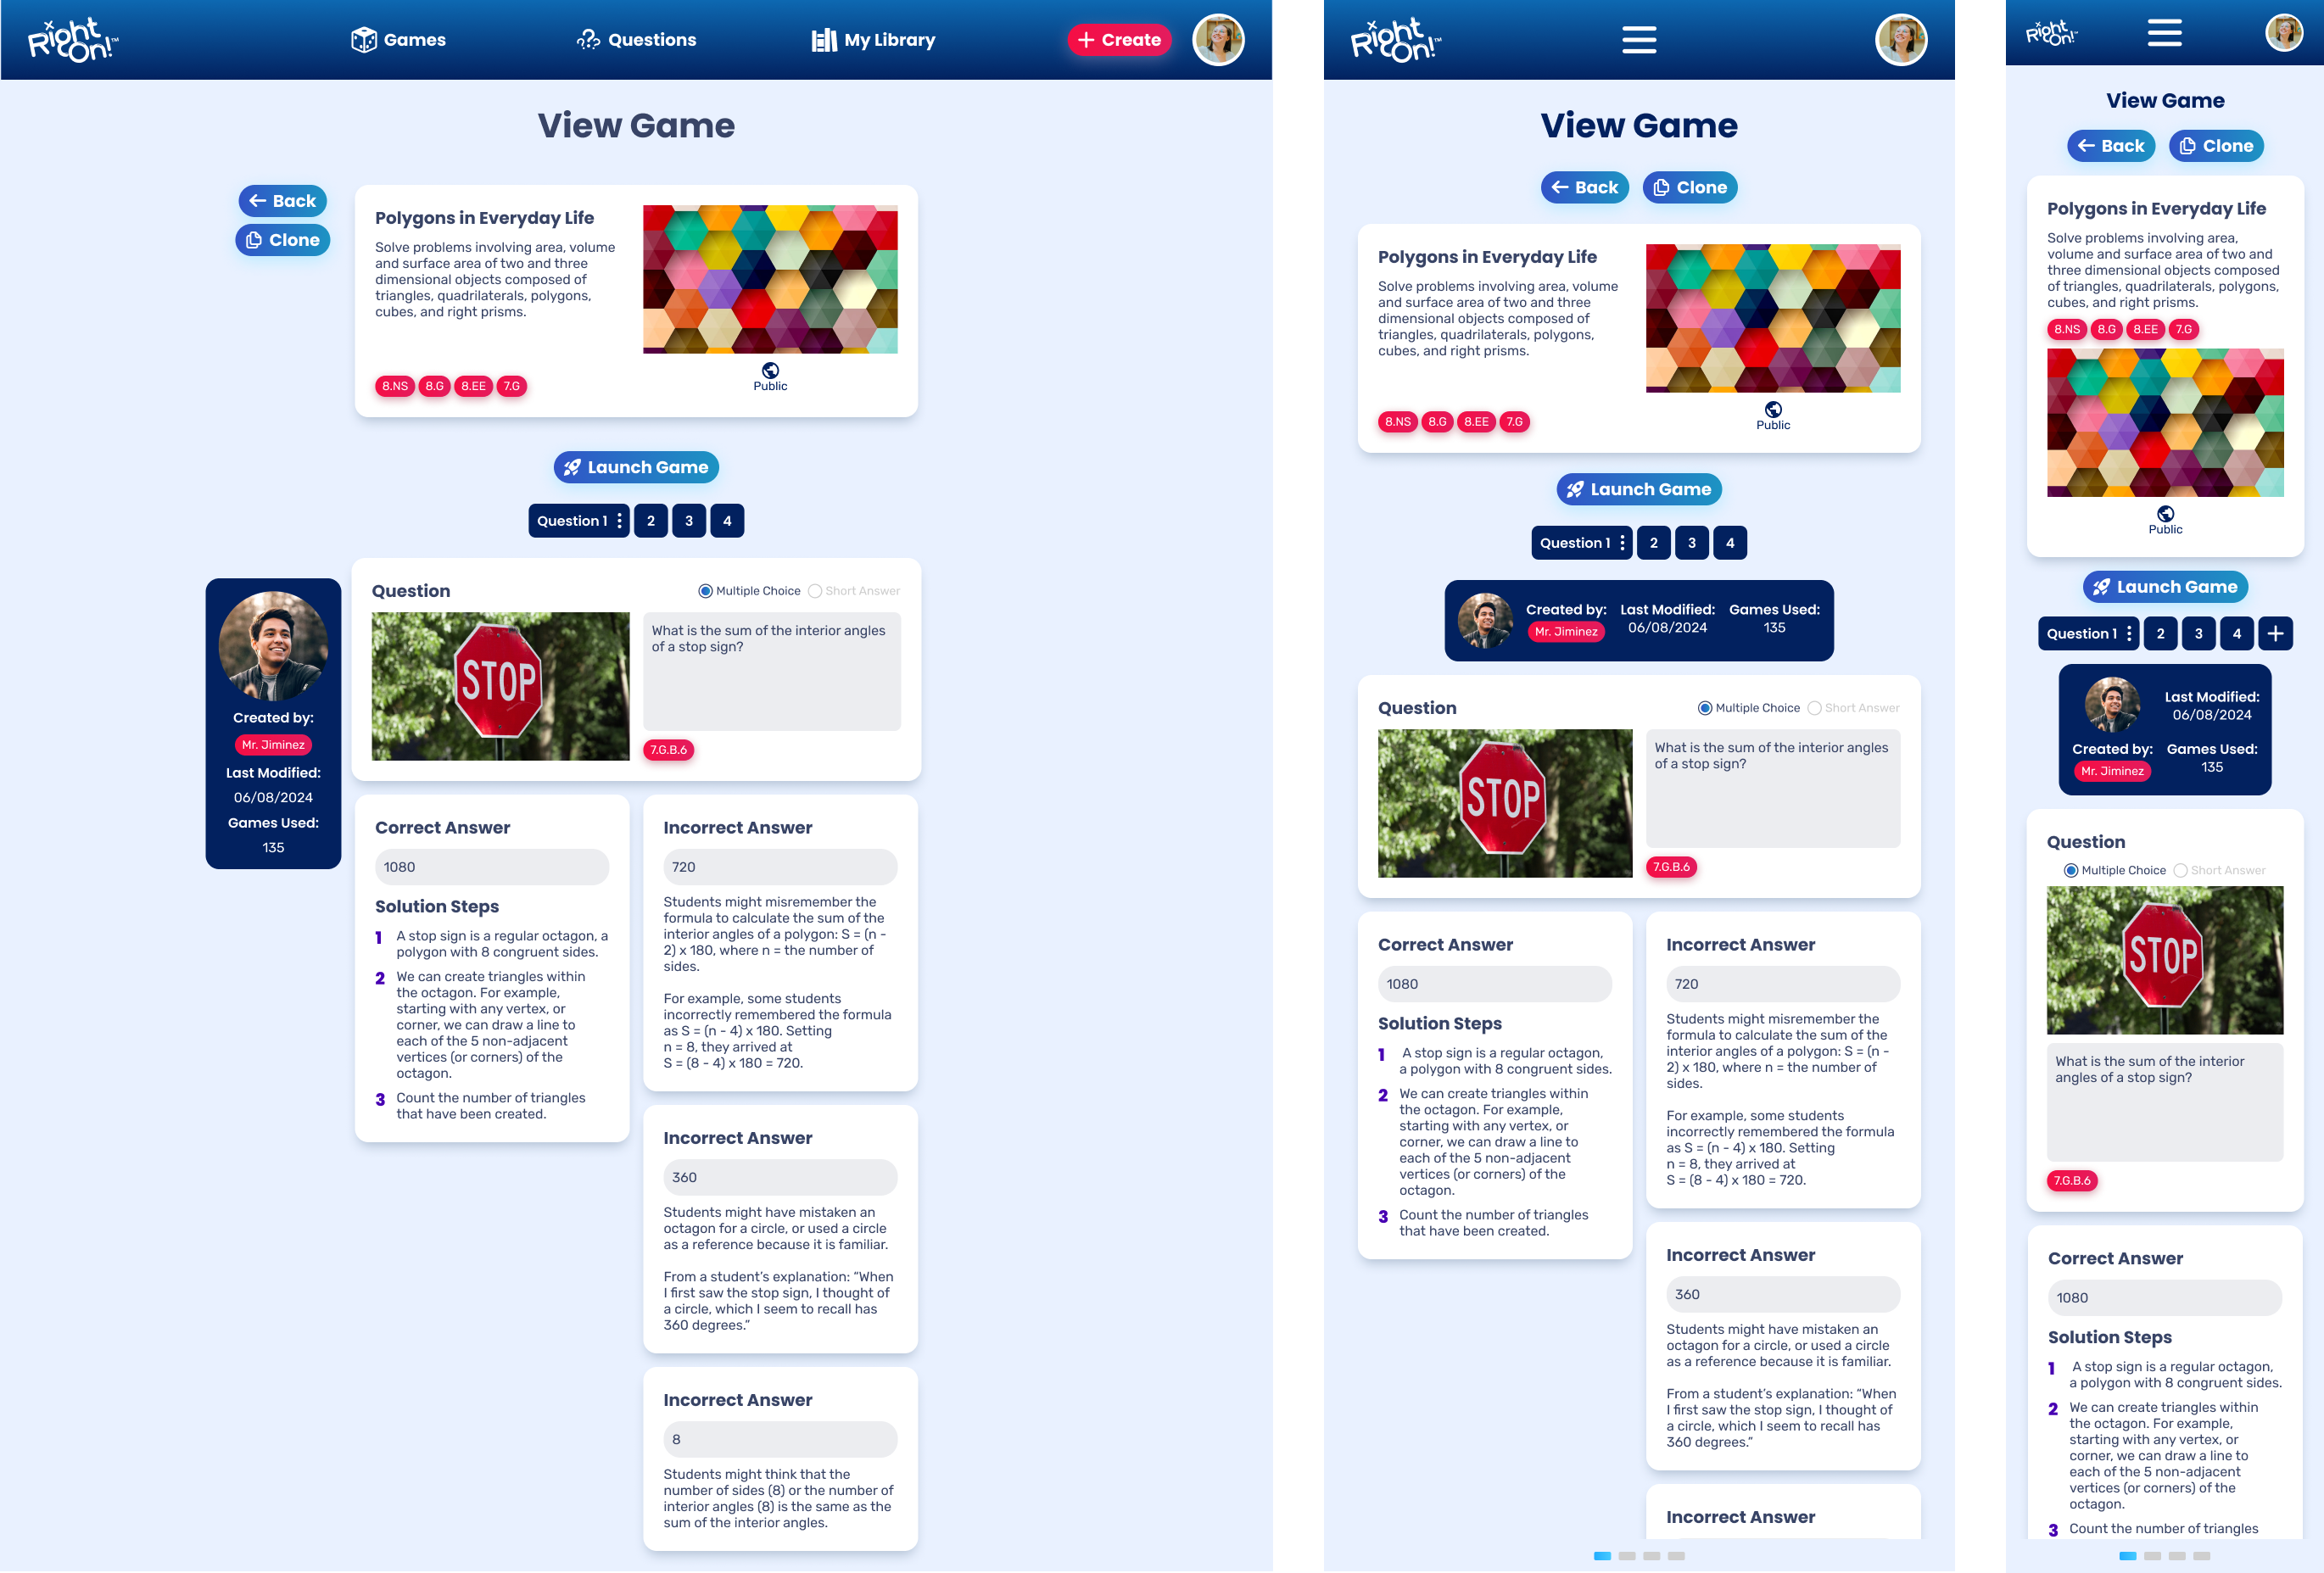 Right On!™
Games
Questions
My Library
+ Create
View Game
Back
Clone
Polygons in Everyday Life
Solve problems involving area, volume
and surface area of two and three
dimensional objects composed of
triangles, quadrilaterals, polygons,
cubes, and right prisms.
8.NS 8.G 8.EE 7.G
Public
Launch Game
Question 1 2 3 4
Created by:
Mr. Jiminez
Last Modified:
06/08/2024
Games Used:
135
Question
Multiple Choice Short Answer
STOP
What is the sum of the interior angles
of a stop sign?
7.G.B.6
Correct Answer
1080
Solution Steps
1 A stop sign is a regular octagon, a
polygon with 8 congruent sides.
2 We can create triangles within
the octagon. For example,
starting with any vertex, or
corner, we can draw a line to
each of the 5 non-adjacent
vertices (or corners) of the
octagon.
3 Count the number of triangles
that have been created.
Incorrect Answer
720
Students might misremember the
formula to calculate the sum of the
interior angles of a polygon: S = (n -
2) x 180, where n = the number of
sides.
For example, some students
incorrectly remembered the formula
as S = (n - 4) x 180. Setting
n = 8, they arrived at
S = (8 - 4) x 180 = 720.
Incorrect Answer
360
Students might have mistaken an
octagon for a circle, or used a circle
as a reference because it is familiar.
From a student’s explanation: “When
I first saw the stop sign, I thought of
a circle, which I seem to recall has
360 degrees.”
Incorrect Answer
8
Students might think that the
number of sides (8) or the number of
interior angles (8) is the same as the
sum of the interior angles.
Right On!™
View Game
Back
Clone
Polygons in Everyday Life
Solve problems involving area, volume
and surface area of two and three
dimensional objects composed of
triangles, quadrilaterals, polygons,
cubes, and right prisms.
8.NS 8.G 8.EE 7.G
Public
Launch Game
Question 1 2 3 4
Created by: Last Modified: Games Used:
Mr. Jiminez 06/08/2024 135
Question
Multiple Choice Short Answer
STOP
What is the sum of the interior angles
of a stop sign?
7.G.B.6
Correct Answer
1080
Solution Steps
1 A stop sign is a regular octagon,
a polygon with 8 congruent sides.
2 We can create triangles within
the octagon. For example,
starting with any vertex, or
corner, we can draw a line to
each of the 5 non-adjacent
vertices (or corners) of the
octagon.
3 Count the number of triangles
that have been created.
Incorrect Answer
720
Students might misremember the
formula to calculate the sum of the
interior angles of a polygon: S = (n -
2) x 180, where n = the number of
sides.
For example, some students
incorrectly remembered the formula
as S = (n - 4) x 180. Setting
n = 8, they arrived at
S = (8 - 4) x 180 = 720.
Incorrect Answer
360
Students might have mistaken an
octagon for a circle, or used a circle
as a reference because it is familiar.
From a student’s explanation: “When
I first saw the stop sign, I thought of
a circle, which I seem to recall has
360 degrees.”
Incorrect Answer
Right On!™
View Game
Back
Clone
Polygons in Everyday Life
Solve problems involving area,
volume and surface area of two and
three dimensional objects composed
of triangles, quadrilaterals, polygons,
cubes, and right prisms.
8.NS 8.G 8.EE 7.G
Public
Launch Game
Question 1 2 3 4 +
Last Modified:
06/08/2024
Created by: Games Used:
Mr. Jiminez 135
Question
Multiple Choice Short Answer
STOP
What is the sum of the interior
angles of a stop sign?
7.G.B.6
Correct Answer
1080
Solution Steps
1 A stop sign is a regular octagon,
a polygon with 8 congruent sides.
2 We can create triangles within
the octagon. For example,
starting with any vertex, or
corner, we can draw a line to
each of the 5 non-adjacent
vertices (or corners) of the
octagon.
3 Count the number of triangles